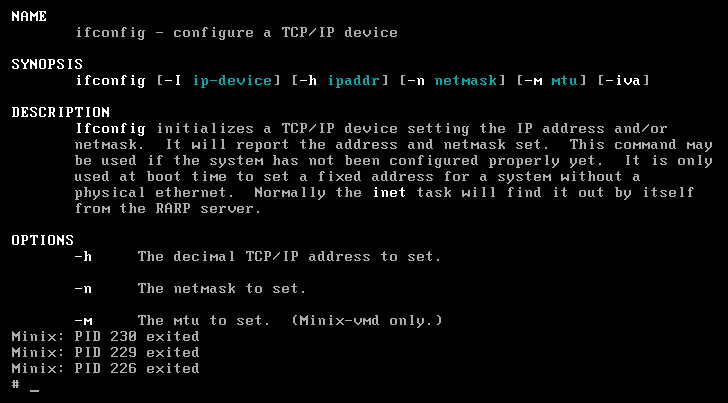 NAME
ifconfig - configure a TCP/IP device
SYNOPSIS
ifconfig [-I ip-device] [-h ipaddr] [-n netmask] [-m mtu] [-iva]
DESCRIPTION
Ifconfig initializes a TCP/IP device setting the IP address and/or
netmask.  It will report the address and netmask set.  This command may
be used if the system has not been configured properly yet.  It is only
used at boot time to set a fixed address for a system without a
physical ethernet.  Normally the inet task will find it out by itself
from the RARP server.
OPTIONS
-h     The decimal TCP/IP address to set.
-n     The netmask to set.
-m     The mtu to set.  (Minix-vmd only.)
Minix: PID 230 exited
Minix: PID 229 exited
Minix: PID 226 exited
# _